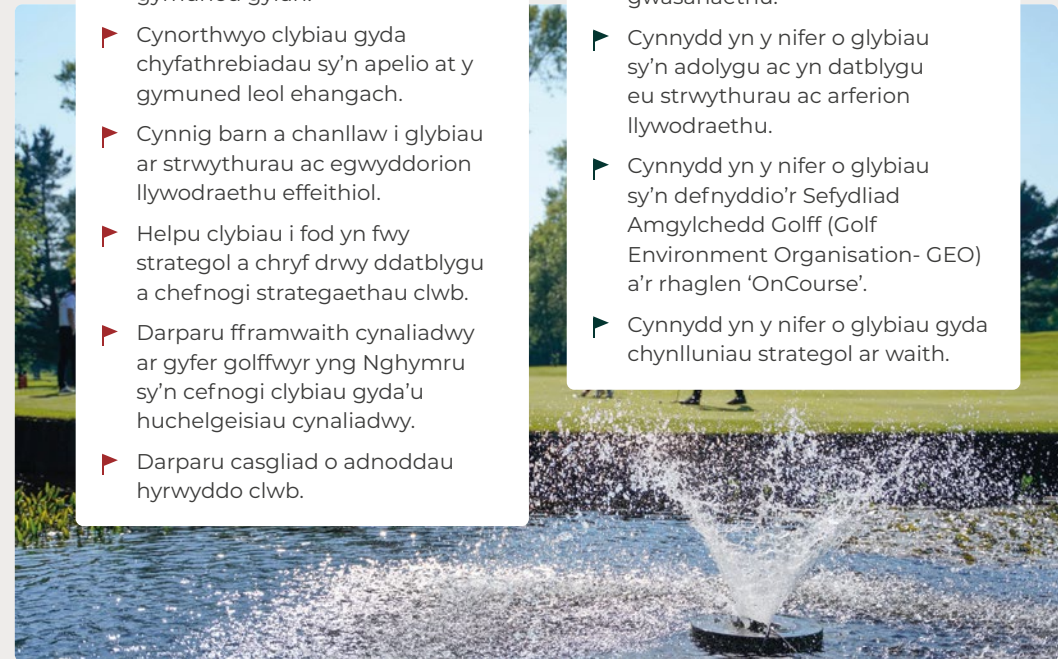 Cynorthwyo clybiau gyda
chyfathrebiadau sy'n apelio at y
gymuned leol ehangach.
Cynnig barn a chanllaw i glybiau
ar strwythurau ac egwyddorion
llywodraethu effeithiol.
Helpu clybiau i fod yn fwy
strategol a chryf drwy ddatblygu
a chefnogi strategaethau clwb.
Darparu fframwaith cynaliadwy
ar gyfer golffwyr yng Nghymru
sy'n cefnogi clybiau gyda'u
huchelgeisiau cynaliadwy.
Darparu casgliad o adnoddau
hyrwyddo clwb.
Cynnydd yn y nifer o glybiau
sy'n adolygu ac yn datblygu
eu strwythurau ac arferion
llywodraethu.
Cynnydd yn y nifer o glybiau
sy'n defnyddio'r Sefydliad
Amgylchedd Golff (Golf
Environment Organisation- GEO)
a'r rhaglen 'OnCourse'.
Cynnydd yn y nifer o glybiau gyda
chynlluniau strategol ar waith.